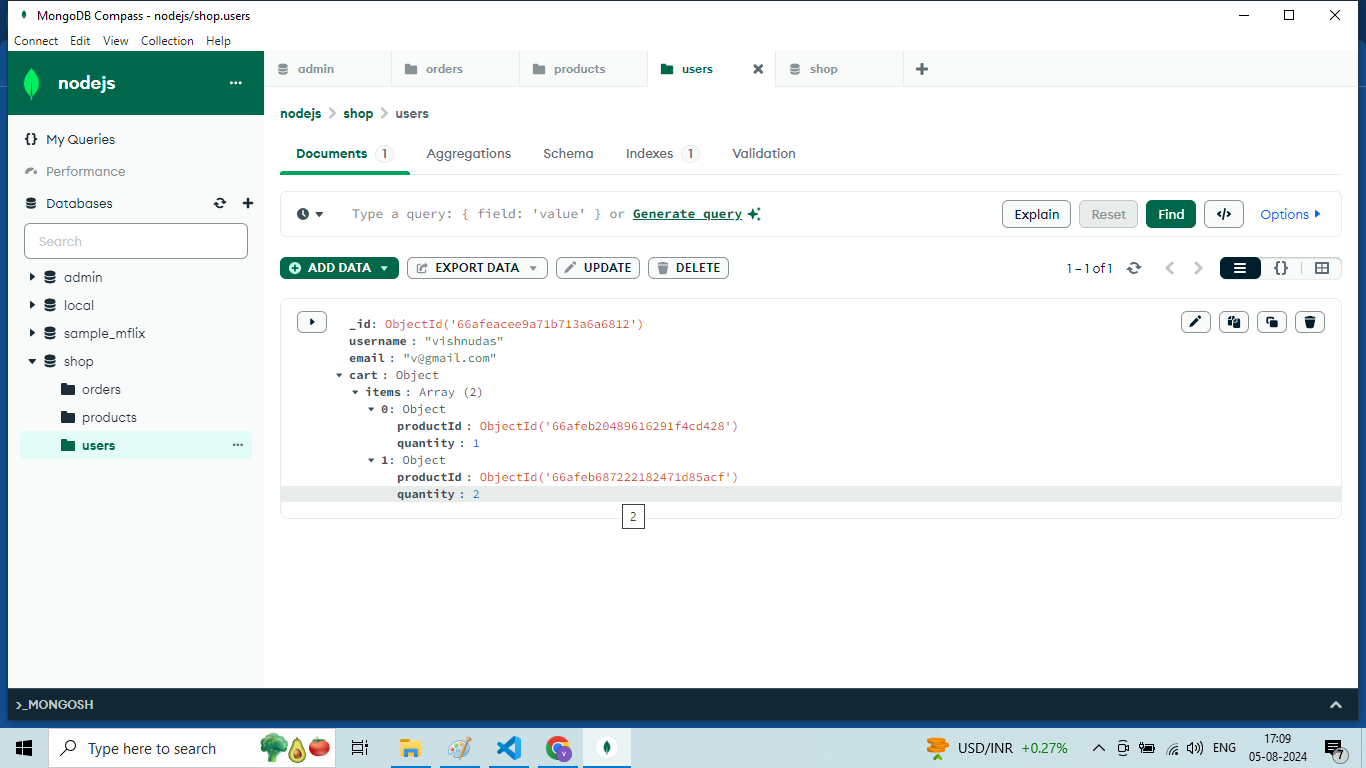 MongoDB Compass - nodejs/shop.users
Connect Edit View Collection Help
nodejs
My Queries
Performance
Databases
Search
admin
local
sample_mflix
shop
orders
products
users
admin orders products users shop
nodejs > shop > users
Documents 1 Aggregations Schema Indexes 1 Validation
Type a query: { field: 'value' } or Generate query
Explain Reset Find </> Options
ADD DATA EXPORT DATA UPDATE DELETE
1 – 1 of 1
{}
_id: ObjectId('66afeacee9a71b713a6a6812')
username : "vishnudas"
email : "v@gmail.com"
cart : Object
items : Array (2)
0: Object
productId : ObjectId('66afeb20489616291f4cd428')
quantity : 1
1: Object
productId : ObjectId('66afeb687222182471d85acf')
quantity : 2
2
>_MONGOSH
Type here to search
USD/INR +0.27%
ENG
17:09
05-08-2024
7
V